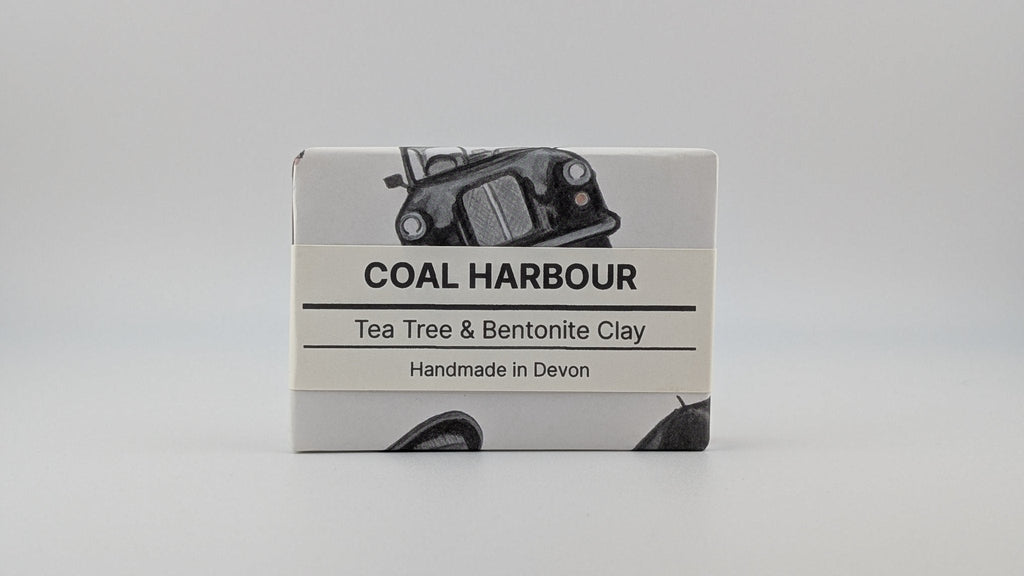 COAL HARBOUR
Tea Tree & Bentonite Clay
Handmade in Devon